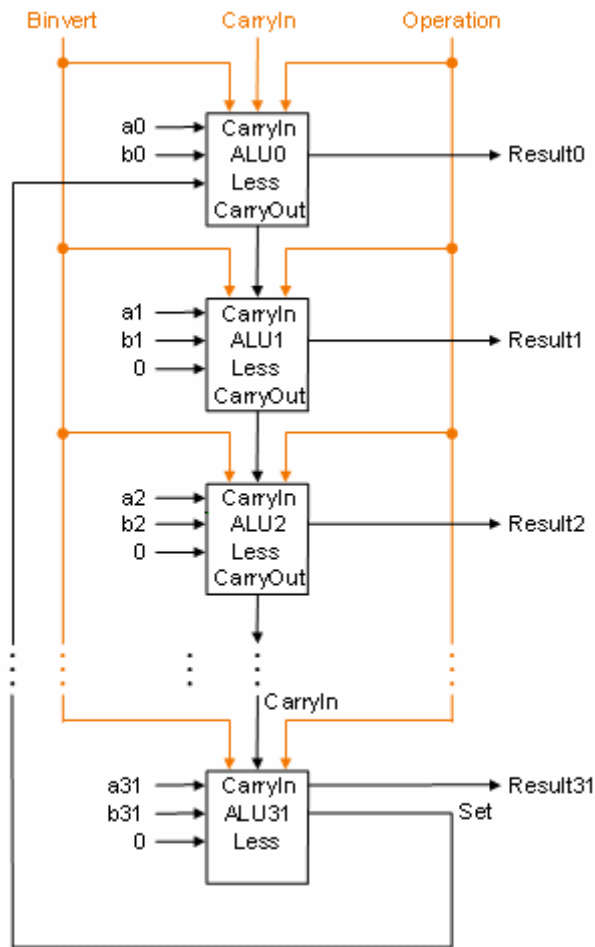 Binvert CarryIn Operation
a0 CarryIn
b0 ALU0 Result0
Less
CarryOut
a1 CarryIn
b1 ALU1 Result1
0 Less
CarryOut
a2 CarryIn
b2 ALU2 Result2
0 Less
CarryOut
CarryIn
a31 CarryIn Result31
b31 ALU31 Set
0 Less